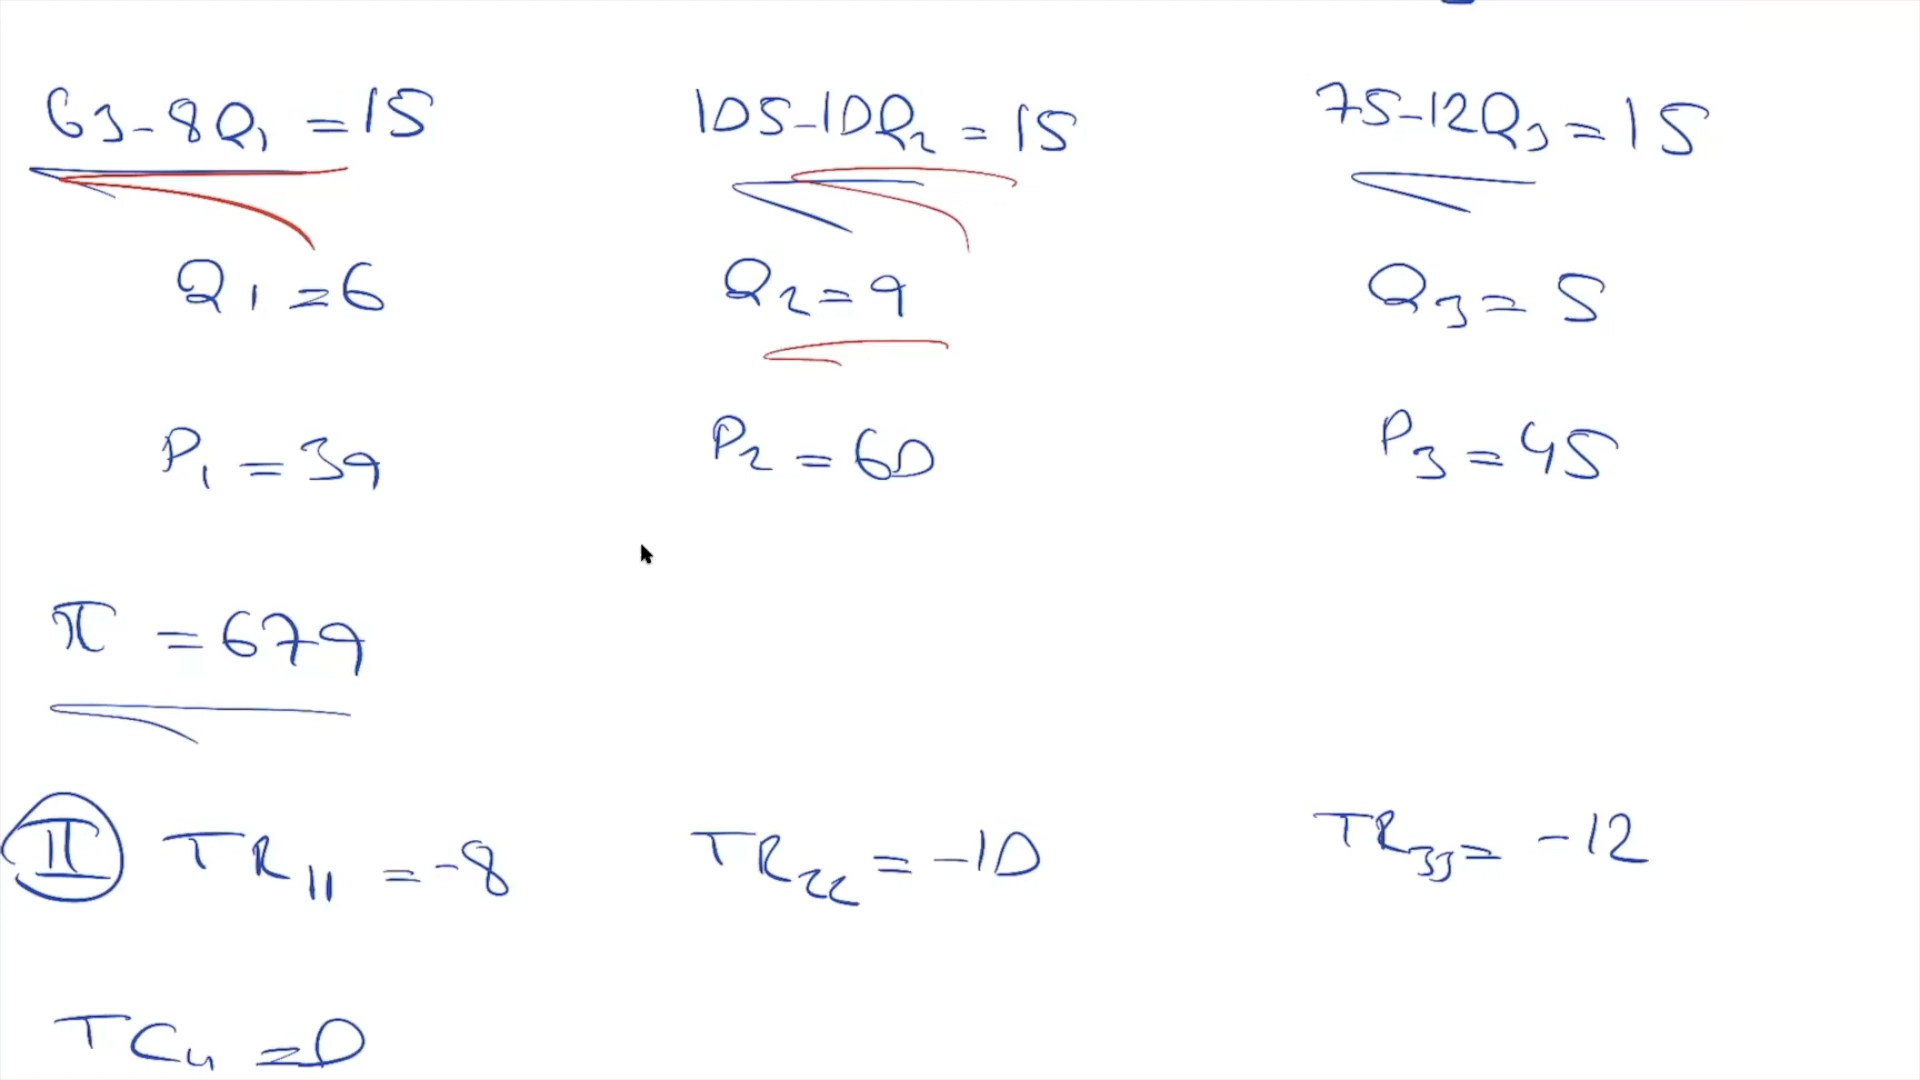 63-8Q₁ = 15   105-10Q₂ = 15   75-12Q₃ = 15
Q₁ = 6   Q₂ = 9   Q₃ = 5
P₁ = 39   P₂ = 60   P₃ = 45
π = 679
II TR₁₁ = -8   TR₂₂ = -10   TR₃₃ = -12
TC₁₁ = 0